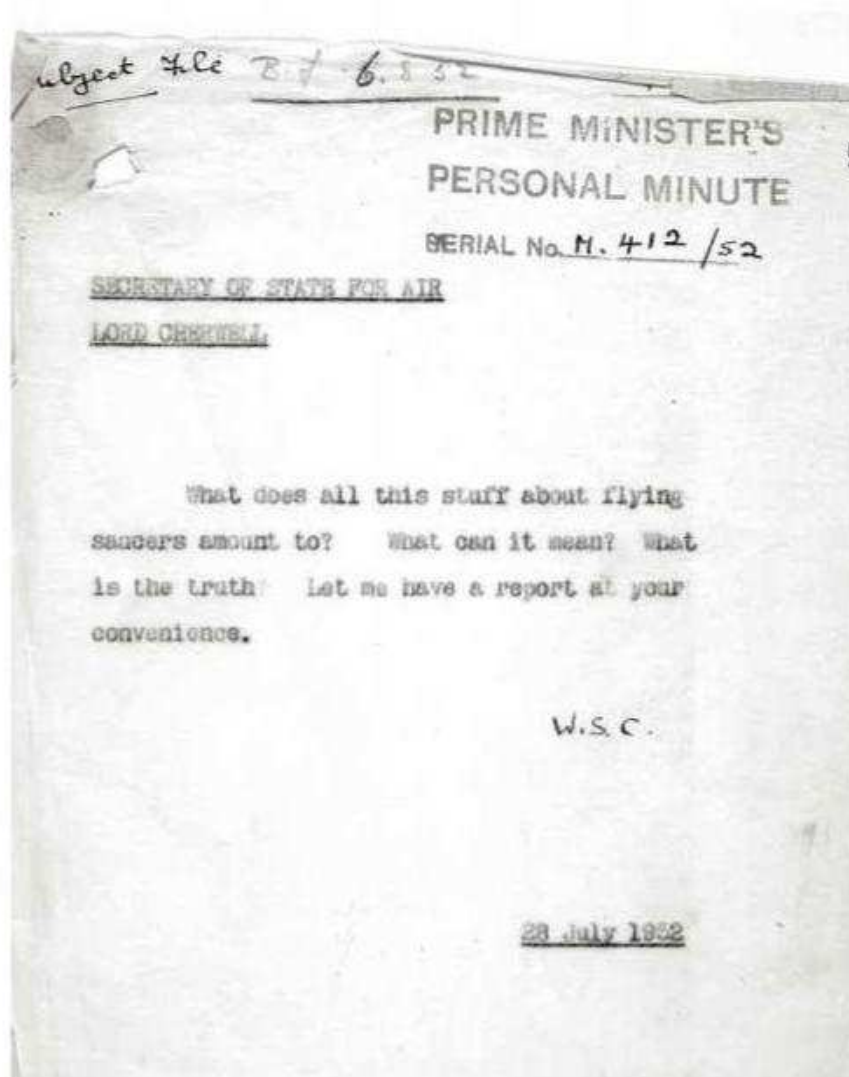 ubject File B/ 6.8 52
PRIME MINISTER'S
PERSONAL MINUTE
SERIAL No. M. 412/52
SECRETARY OF STATE FOR AIR
LORD CHERWELL
What does all this stuff about flying
saucers amount to? What can it mean? What
is the truth Let me have a report at your
convenience.
W.S.C.
28 July 1952